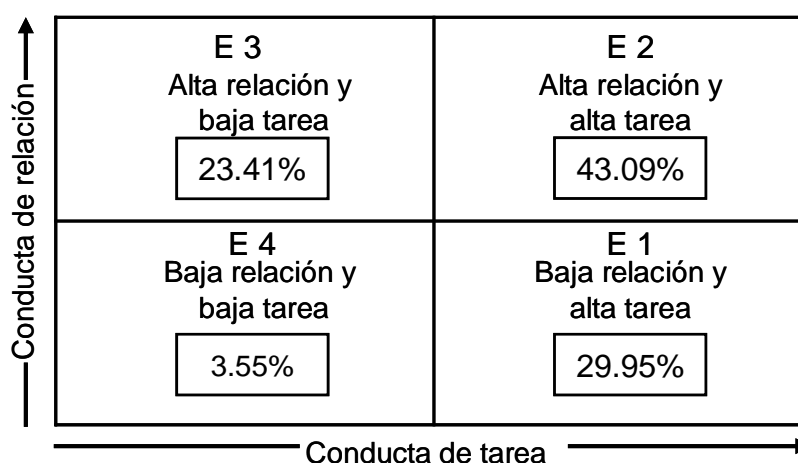 Conducta de relación
E 3
Alta relación y
baja tarea
23.41%
E 2
Alta relación y
alta tarea
43.09%
E 4
Baja relación y
baja tarea
3.55%
E 1
Baja relación y
alta tarea
29.95%
Conducta de tarea